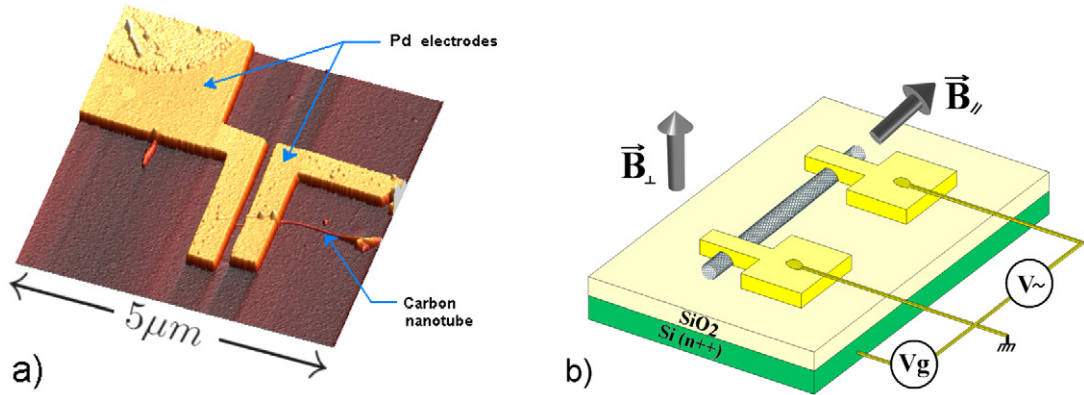 Pd electrodes
Carbon
nanotube
5μm
a)
B⊥
B//
SiO2
Si (n++)
V~
Vg
b)